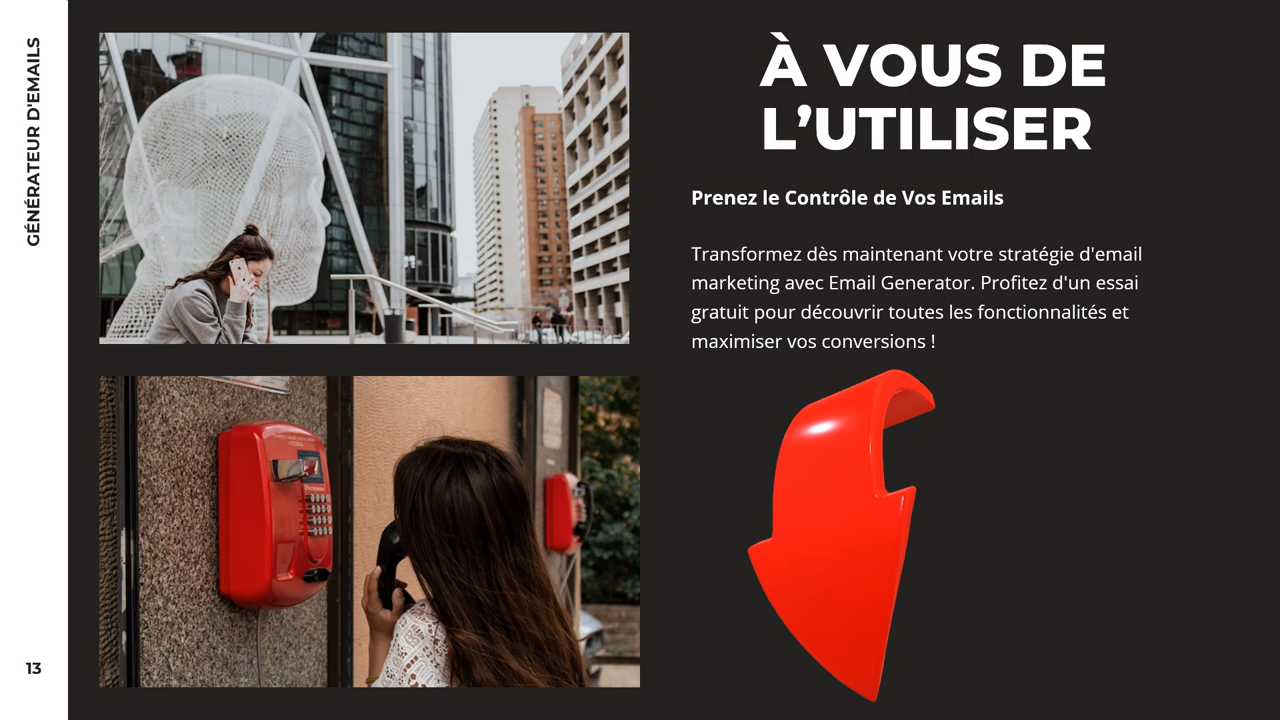 GÉNÉRATEUR D'EMAILS
À VOUS DE
L’UTILISER
Prenez le Contrôle de Vos Emails
Transformez dès maintenant votre stratégie d'email
marketing avec Email Generator. Profitez d'un essai
gratuit pour découvrir toutes les fonctionnalités et
maximiser vos conversions !
13